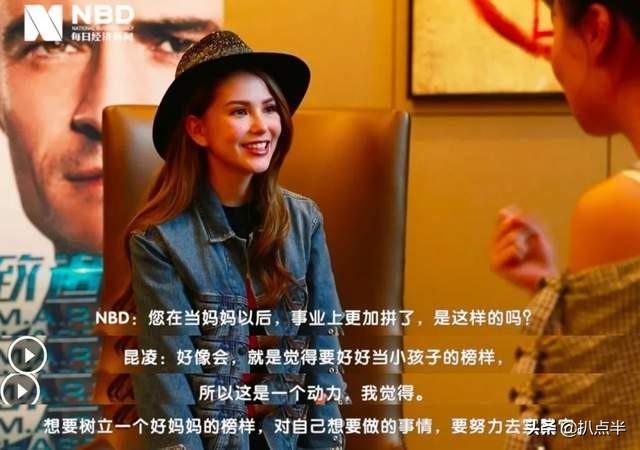 NBD
每日经济新闻
NBD：您在当妈妈以后，事业上更加拼了，是这样的吗？
昆凌：好像会，就是觉得要好好当小孩子的榜样，
所以这是一个动力，我觉得。
想要树立一个好妈妈的榜样，对自己想要做的事情，要努力去
头条 @扒点半